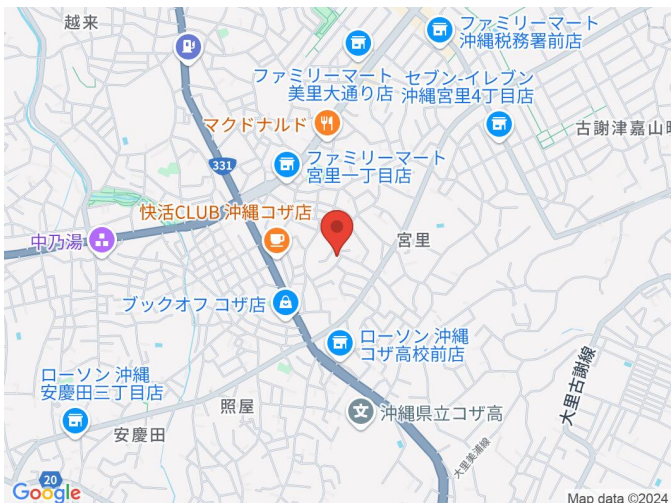 越来
ファミリーマート
沖縄税務署前店
ファミリーマート
美里大通り店
セブン-イレブン
沖縄宮里4丁目店
マクドナルド
古謝津嘉山町
331
ファミリーマート
宮里一丁目店
快活CLUB 沖縄コザ店
中乃湯
宮里
ブックオフ コザ店
ローソン 沖縄
コザ高校前店
大里古謝線
ローソン 沖縄
安慶田三丁目店
照屋
沖縄県立コザ高
安慶田
大里美浦線
20
Google
Map data ©2024